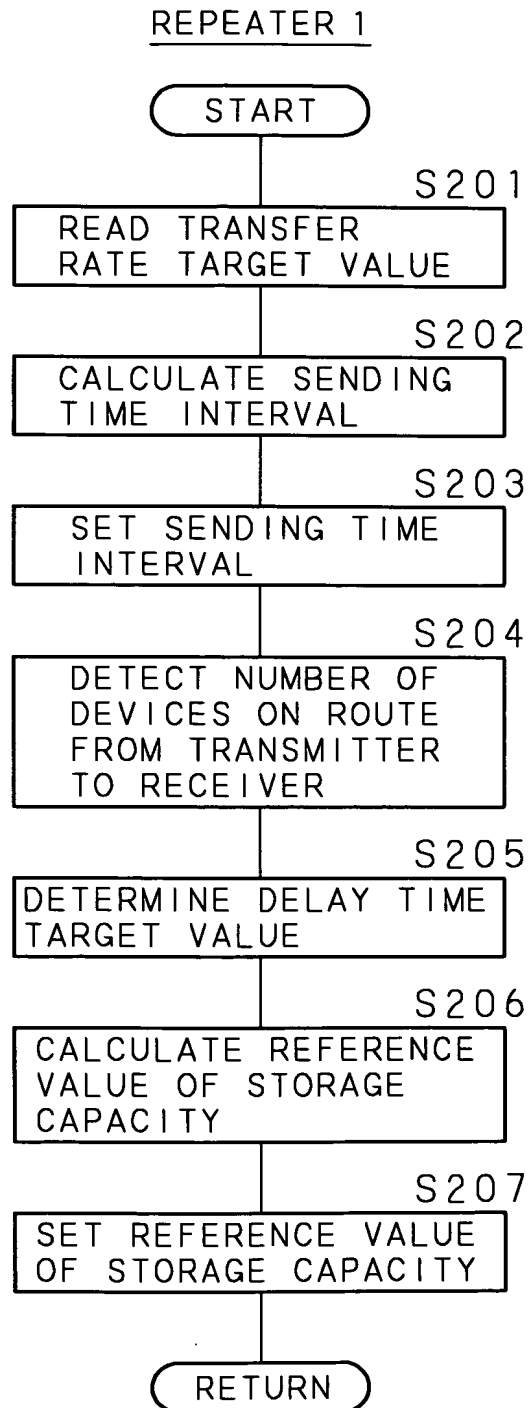 REPEATER 1
START
S201
READ TRANSFER
RATE TARGET VALUE
S202
CALCULATE SENDING
TIME INTERVAL
S203
SET SENDING TIME
INTERVAL
S204
DETECT NUMBER OF
DEVICES ON ROUTE
FROM TRANSMITTER
TO RECEIVER
S205
DETERMINE DELAY TIME
TARGET VALUE
S206
CALCULATE REFERENCE
VALUE OF STORAGE
CAPACITY
S207
SET REFERENCE VALUE
OF STORAGE CAPACITY
RETURN